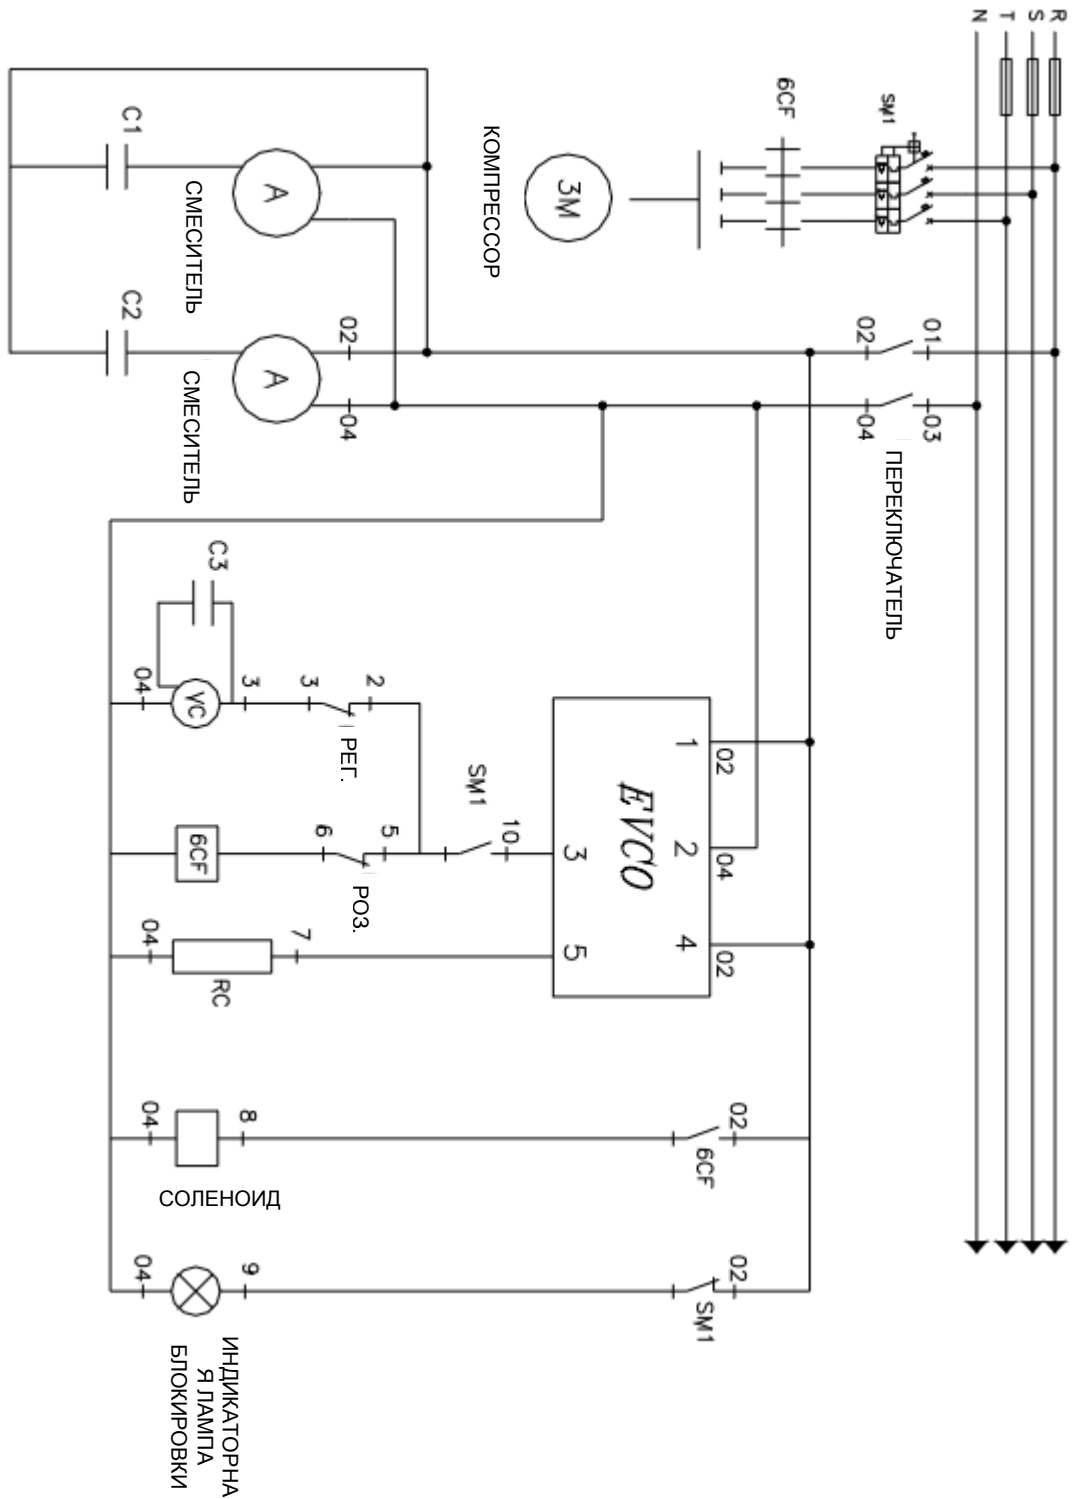 R
S
T
N
01
03
SM1
ПЕРЕКЛЮЧАТЕЛЬ
02
04
6CF
02
04
02
02
02
6CF
SM1
1
2
4
EVCO
3
5
3M
КОМПРЕССОР
10
SM1
5
2
РОЗ.
02
04
РЕГ.
6
3
7
A
A
3
8
9
C3
RC
СОЛЕНОИД
ИНДИКАТОРНА
Я ЛАМПА
БЛОКИРОВКИ
СМЕСИТЕЛЬ
СМЕСИТЕЛЬ
YC
6CF
04
04
04
04
C1
C2